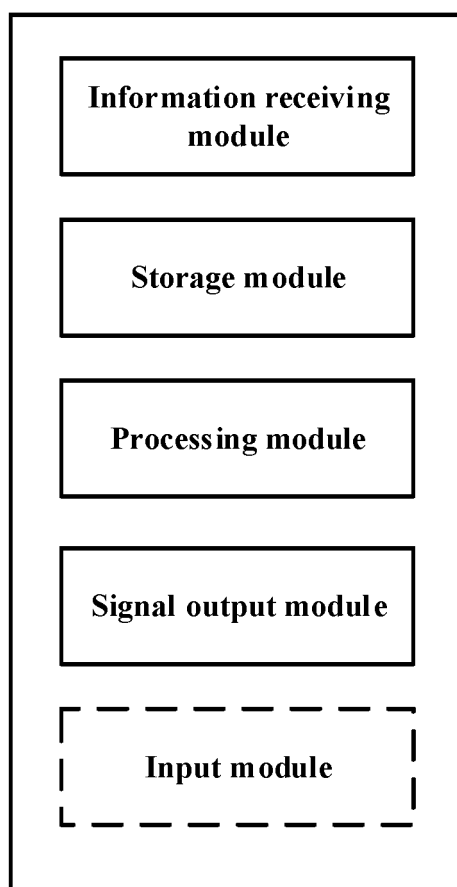 Information receiving
module
Storage module
Processing module
Signal output module
Input module